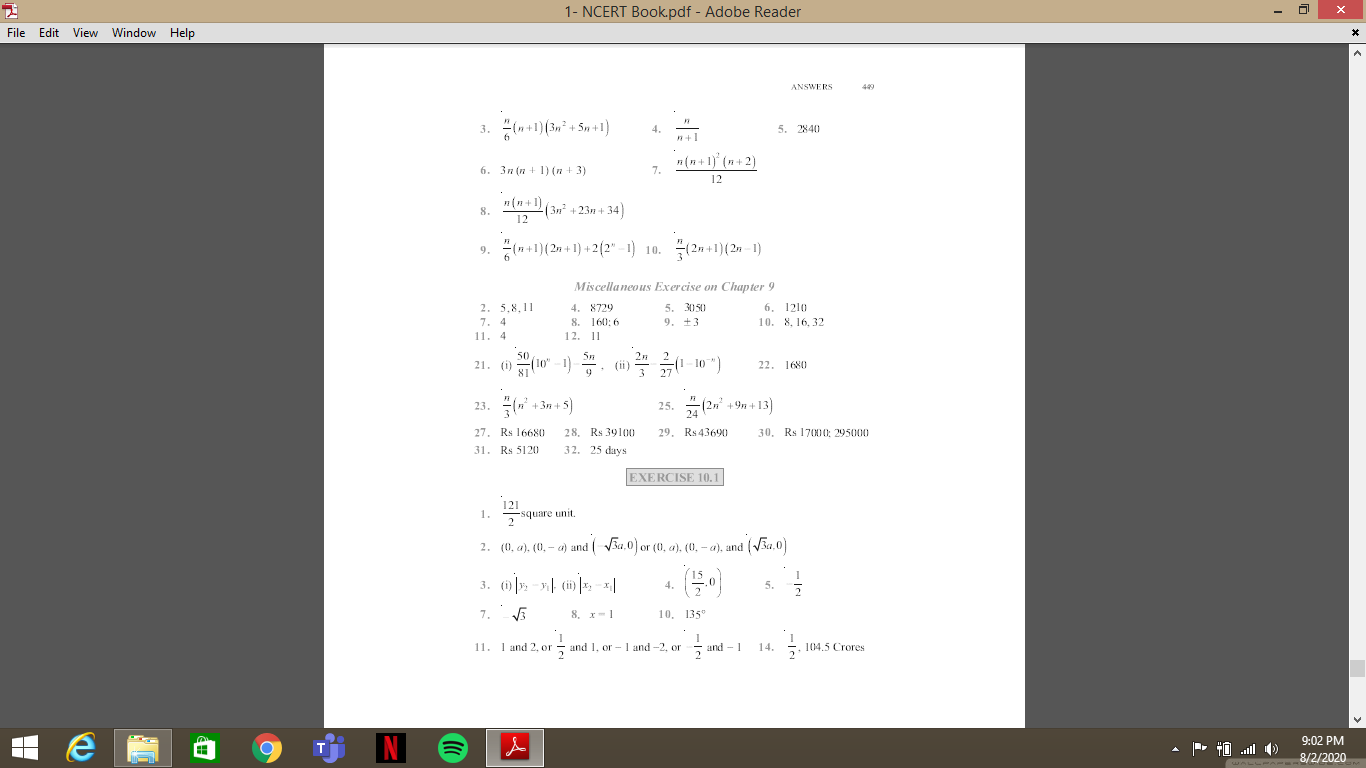 1- NCERT Book.pdf - Adobe Reader
File Edit View Window Help
ANSWERS 449
3. n/6 (n+1)(3n² + 5n+1) 4. n/(n+1) 5. 2840
6. 3n (n + 1) (n + 3) 7. n(n+1)²(n+2)/12
8. n(n+1)/12 (3n² + 23n + 34)
9. n/6 (n+1)(2n+1)+2(2ⁿ − 1) 10. n/3 (2n+1)(2n−1)
Miscellaneous Exercise on Chapter 9
2. 5, 8, 11 4. 8729 5. 3050 6. 1210
7. 4 8. 160; 6 9. ± 3 10. 8, 16, 32
11. 4 12. 11
21. (i) 50/81 (10ⁿ − 1) − 5n/9 , (ii) 2n/3 − 2/27 (1−10⁻ⁿ) 22. 1680
23. n/3 (n² + 3n + 5) 25. n/24 (2n² + 9n + 13)
27. Rs 16680 28. Rs 39100 29. Rs 43690 30. Rs 17000; 295000
31. Rs 5120 32. 25 days
EXERCISE 10.1
1. 121/2 square unit.
2. (0, a), (0, − a) and (−√3a, 0) or (0, a), (0, − a), and (√3a, 0)
3. (i) |y₂ − y₁|, (ii) |x₂ − x₁| 4. (15/2, 0) 5. −1/2
7. − √3 8. x = 1 10. 135°
11. 1 and 2, or 1/2 and 1, or − 1 and −2, or −1/2 and − 1 14. 1/2, 104.5 Crores
9:02 PM
8/2/2020